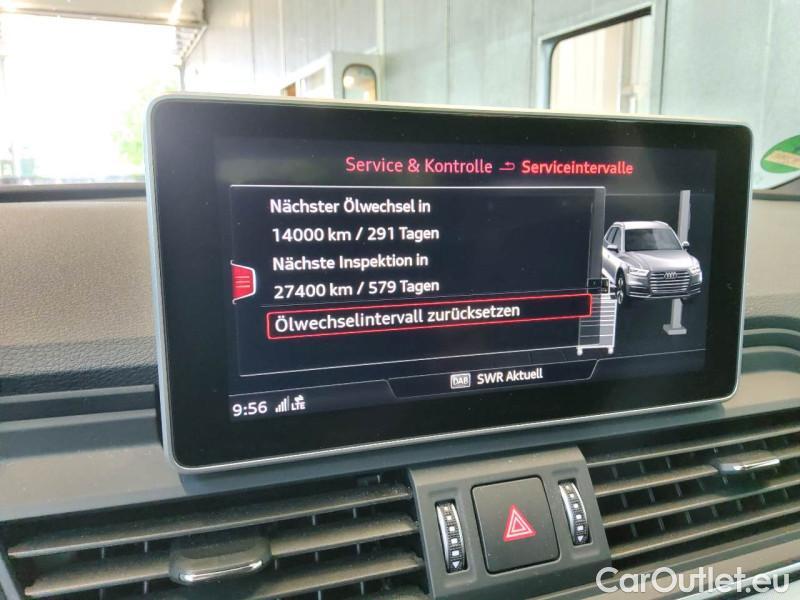 Service & Kontrolle Serviceintervalle
Nächster Ölwechsel in
14000 km / 291 Tagen
Nächste Inspektion in
27400 km / 579 Tagen
Ölwechselintervall zurücksetzen
DAB SWR Aktuell
9:56 LTE
CarOutlet.eu